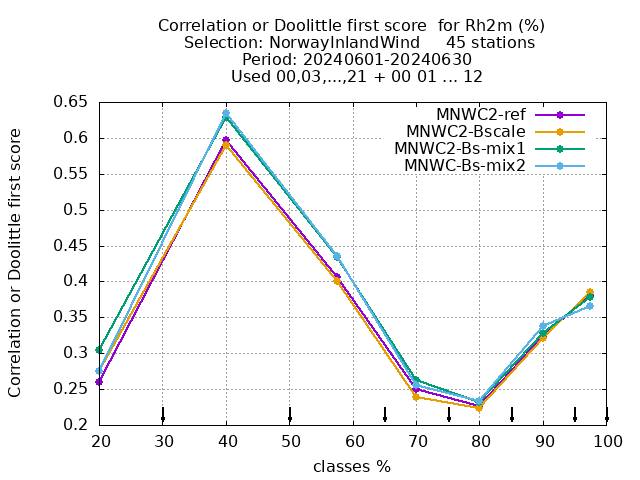 Correlation or Doolittle first score  for Rh2m (%)
Selection: NorwayInlandWind     45 stations
Period: 20240601-20240630
Used 00,03,...,21 + 00 01 ... 12
Correlation or Doolittle first score
0.65
0.6
0.55
0.5
0.45
0.4
0.35
0.3
0.25
0.2
MNWC2-ref
MNWC2-Bscale
MNWC2-Bs-mix1
MNWC-Bs-mix2
20 30 40 50 60 70 80 90 100
classes %